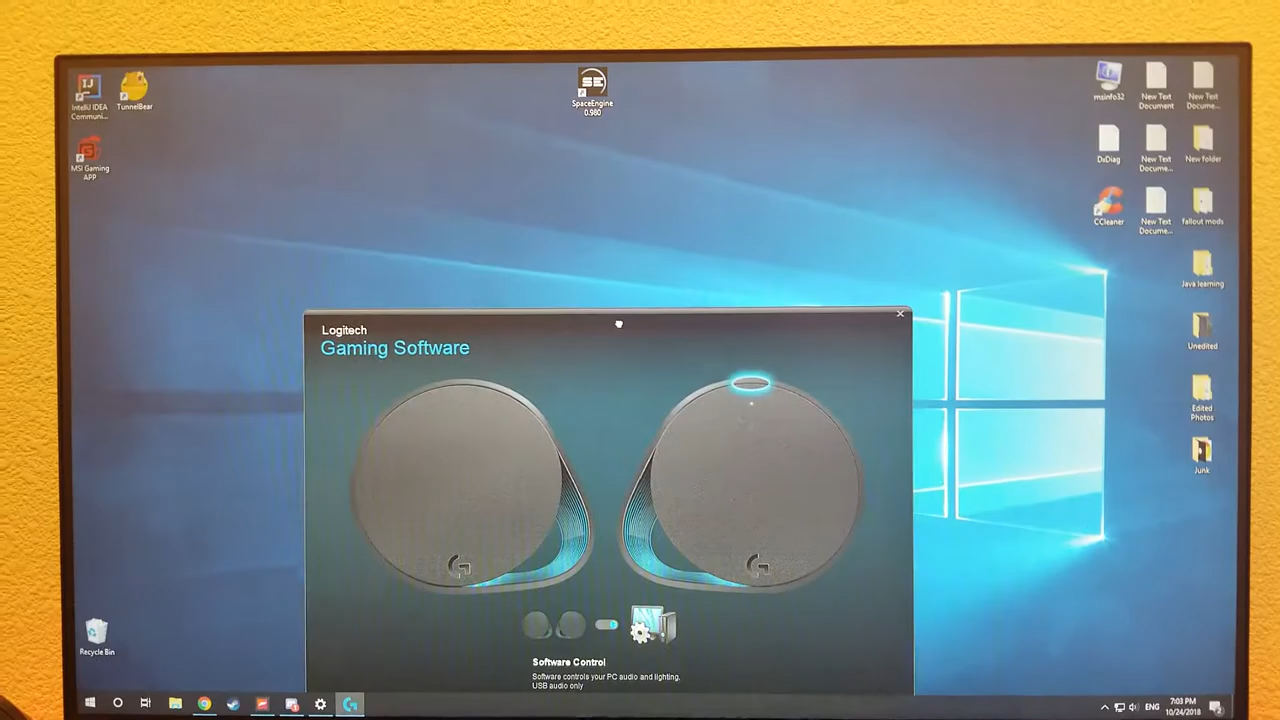 IJ
IntelliJ IDEA
Communi...
TunnelBear
MSI Gaming
APP
SE
SpaceEngine
0.980
msinfo32
New Text
Document
New Text
Docume...
DxDiag
New Text
Docume...
New folder
CCleaner
New Text
Docume...
fallout mods
Java learning
Unedited
Edited
Photos
Junk
Logitech
Gaming Software
Software Control
Software controls your PC audio and lighting,
USB audio only
Recycle Bin
ENG
7:03 PM
10/24/2018